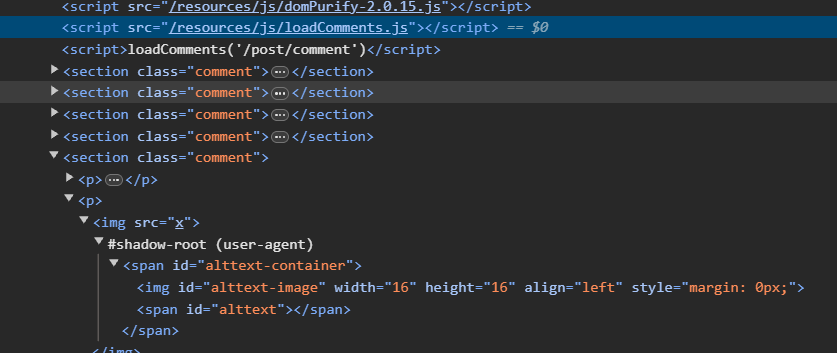 <script src="/resources/js/domPurify-2.0.15.js"></script>
<script src="/resources/js/loadComments.js"></script> == $0
<script>loadComments('/post/comment')</script>
<section class="comment">…</section>
<section class="comment">…</section>
<section class="comment">…</section>
<section class="comment">…</section>
<section class="comment">
<p>…</p>
<p>
<img src="x">
#shadow-root (user-agent)
<span id="alttext-container">
<img id="alttext-image" width="16" height="16" align="left" style="margin: 0px;">
<span id="alttext"></span>
</span>
</img>